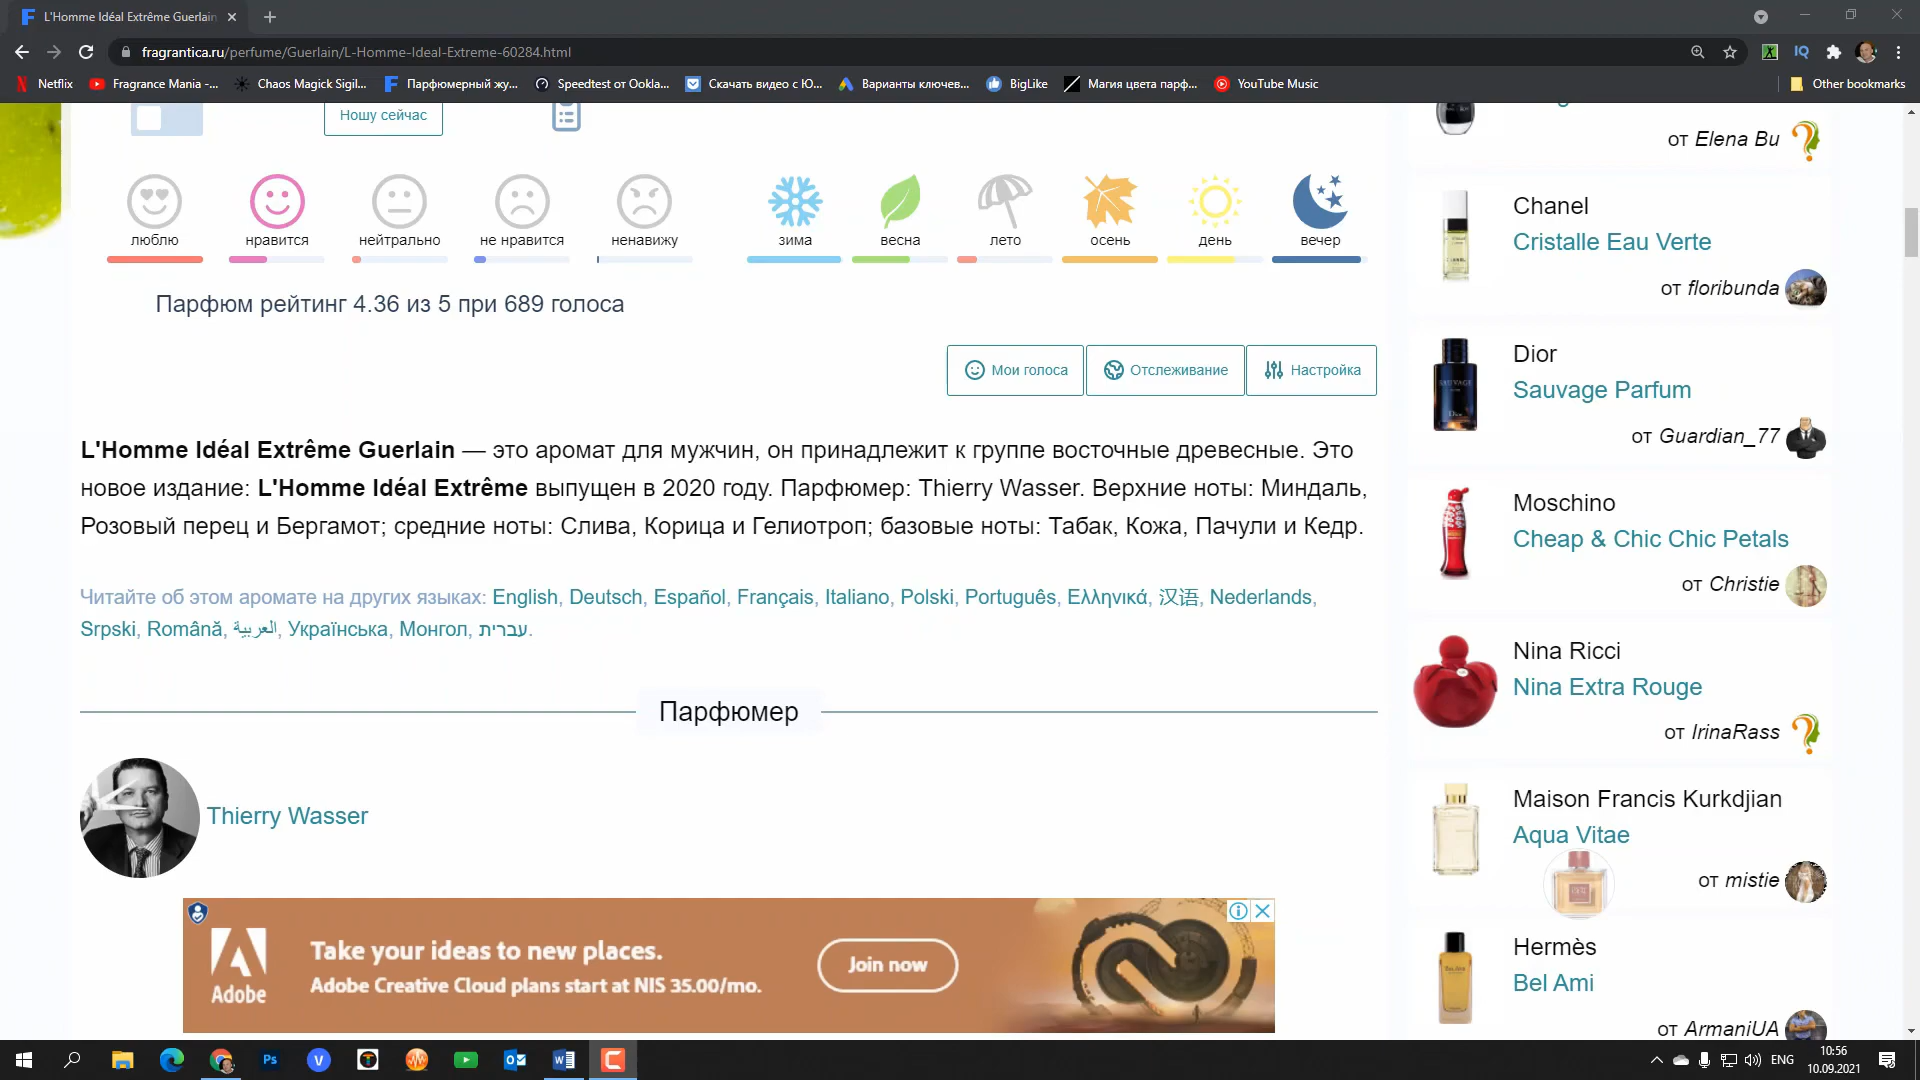 L'Homme Idéal Extrême Guerlain
fragrantica.ru/perfume/Guerlain/L-Homme-Ideal-Extreme-60284.html
Netflix
Fragrance Mania -...
Chaos Magick Sigil...
Парфюмерный жу...
Speedtest от Ookla...
Скачать видео с Ю...
Варианты ключев...
BigLike
Магия цвета парф...
YouTube Music
Other bookmarks
Ношу сейчас
люблю
нравится
нейтрально
не нравится
ненавижу
зима
весна
лето
осень
день
вечер
Парфюм рейтинг 4.36 из 5 при 689 голоса
Мои голоса
Отслеживание
Настройка
L'Homme Idéal Extrême Guerlain — это аромат для мужчин, он принадлежит к группе восточные древесные. Это
новое издание: L'Homme Idéal Extrême выпущен в 2020 году. Парфюмер: Thierry Wasser. Верхние ноты: Миндаль,
Розовый перец и Бергамот; средние ноты: Слива, Корица и Гелиотроп; базовые ноты: Табак, Кожа, Пачули и Кедр.
Читайте об этом аромате на других языках: English, Deutsch, Español, Français, Italiano, Polski, Português, Ελληνικά, 汉语, Nederlands,
Srpski, Română, العربية, Українська, Монгол, עברית.
Парфюмер
Thierry Wasser
Adobe
Take your ideas to new places.
Adobe Creative Cloud plans start at NIS 35.00/mo.
Join now
от Elena Bu
Chanel
Cristalle Eau Verte
от floribunda
Dior
Sauvage Parfum
от Guardian_77
Moschino
Cheap & Chic Chic Petals
от Christie
Nina Ricci
Nina Extra Rouge
от IrinaRass
Maison Francis Kurkdjian
Aqua Vitae
от mistie
Hermès
Bel Ami
от ArmaniUA
ENG
10:56
10.09.2021